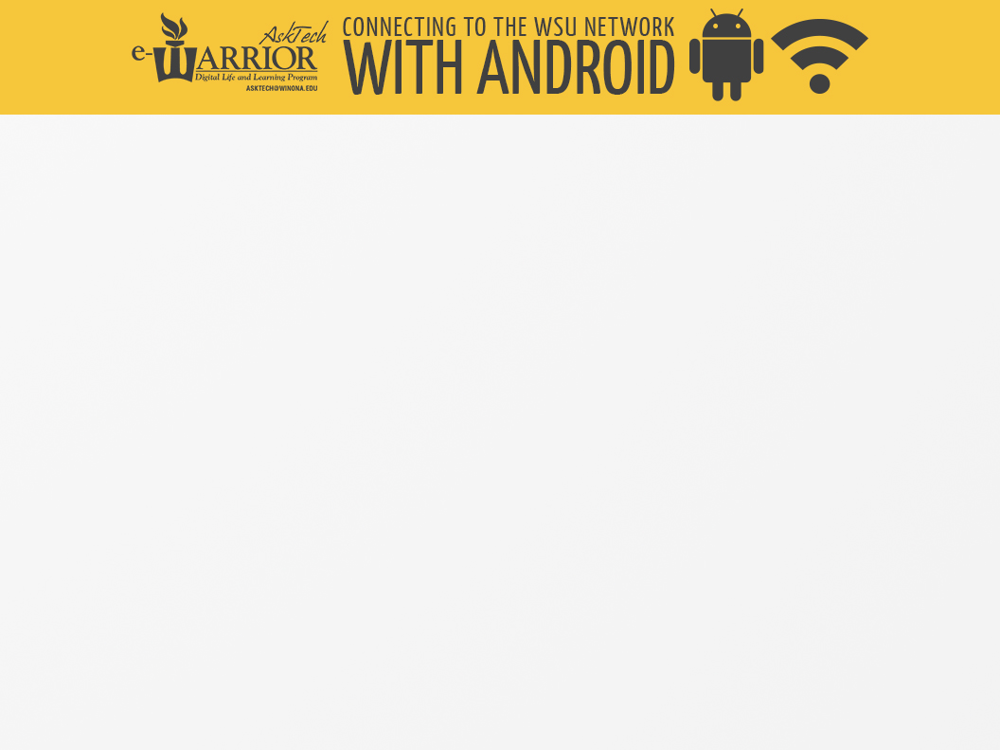 AskTech
e-WARRIOR
Digital Life and Learning Program
ASKTECH@WINONA.EDU
CONNECTING TO THE WSU NETWORK
WITH ANDROID